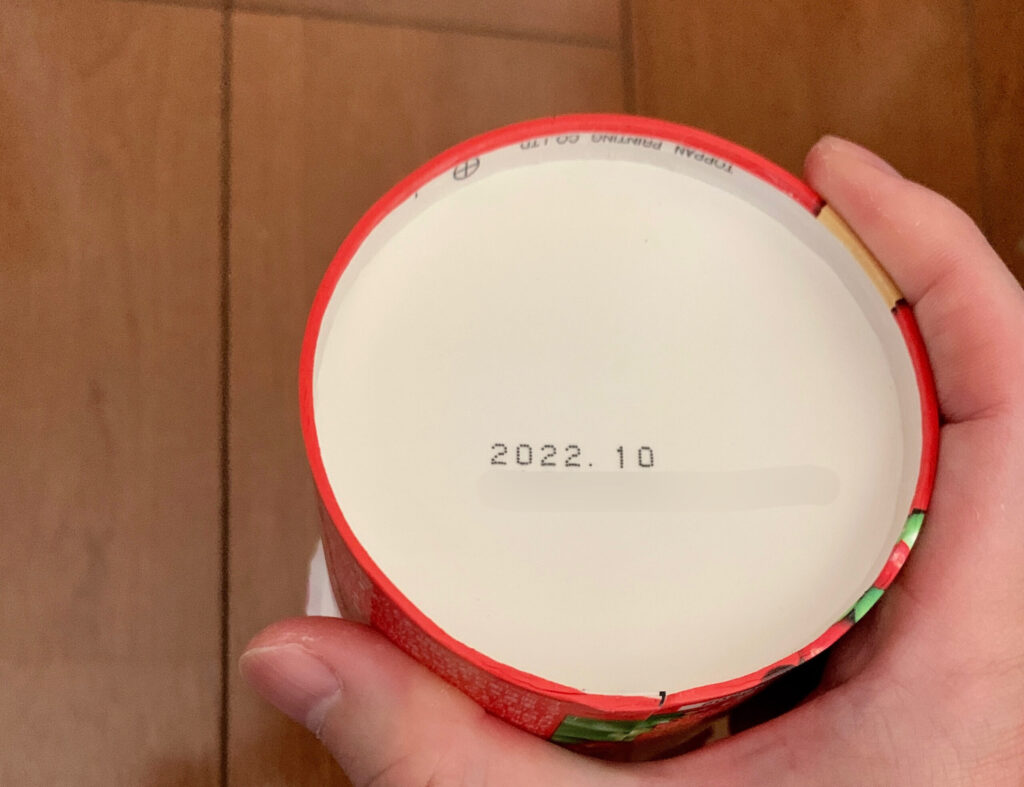 TOPPAN PRINTING CO.LTD
2022. 10